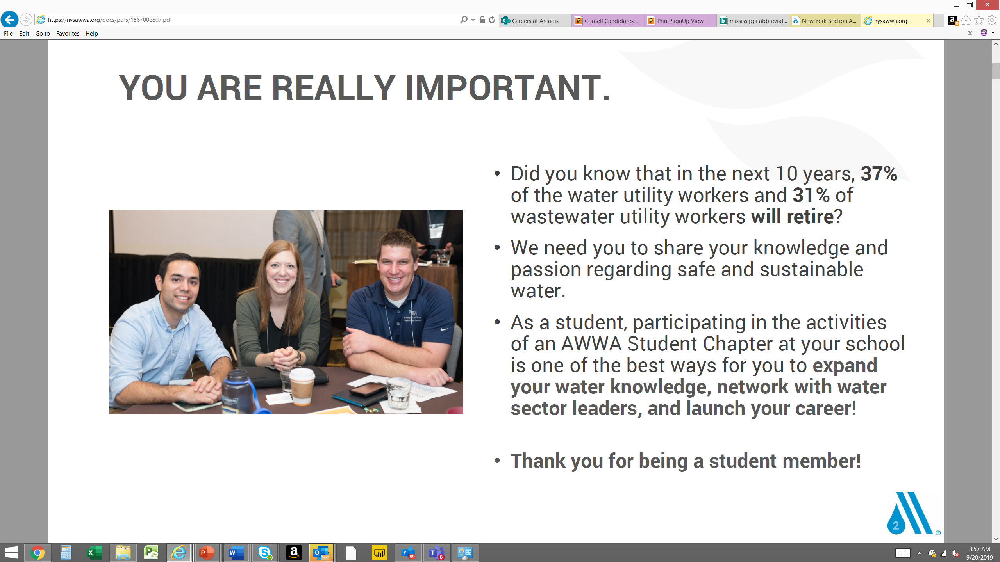 https://nysawwa.org/docs/pdfs/1567008807.pdf
Careers at Arcadis
Cornell Candidates: ...
Print SignUp View
mississippi abbreviat...
New York Section A...
nysawwa.org
File Edit Go to Favorites Help
YOU ARE REALLY IMPORTANT.
• Did you know that in the next 10 years, 37%
of the water utility workers and 31% of
wastewater utility workers will retire?
• We need you to share your knowledge and
passion regarding safe and sustainable
water.
• As a student, participating in the activities
of an AWWA Student Chapter at your school
is one of the best ways for you to expand
your water knowledge, network with water
sector leaders, and launch your career!
• Thank you for being a student member!
Corporation
2
®
99
6
8:57 AM
9/20/2019